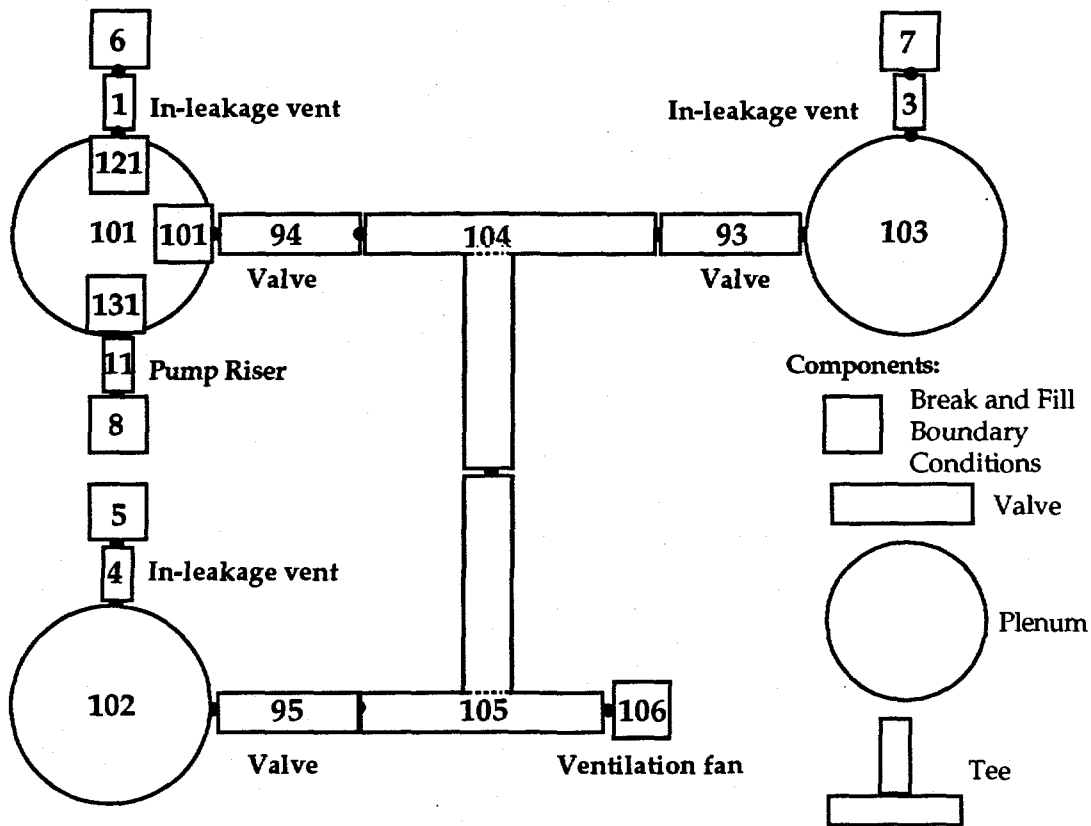 6
7
1
In-leakage vent
In-leakage vent
3
121
101
101
94
104
93
103
Valve
Valve
131
11
Pump Riser
8
Components:
Break and Fill
Boundary
Conditions
5
Valve
4
In-leakage vent
Plenum
102
95
105
106
Valve
Ventilation fan
Tee